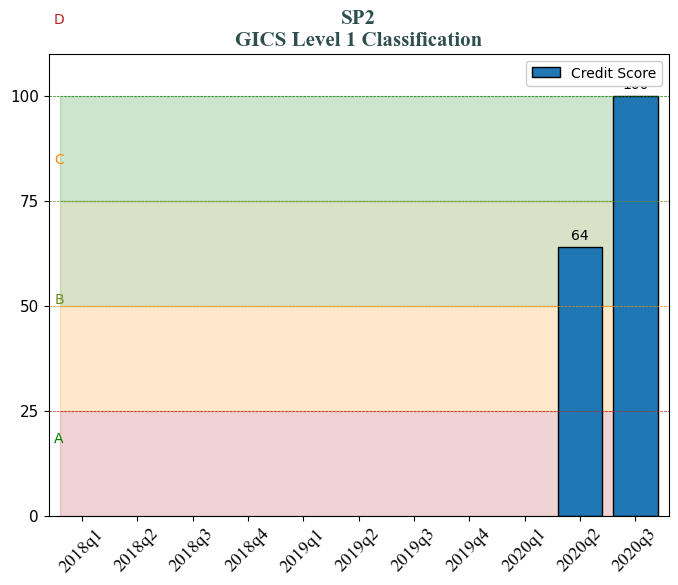 D
SP2
GICS Level 1 Classification
Credit Score
100
100
C
75
64
B
50
A
25
0
2018q1
2018q2
2018q3
2018q4
2019q1
2019q2
2019q3
2019q4
2020q1
2020q2
2020q3